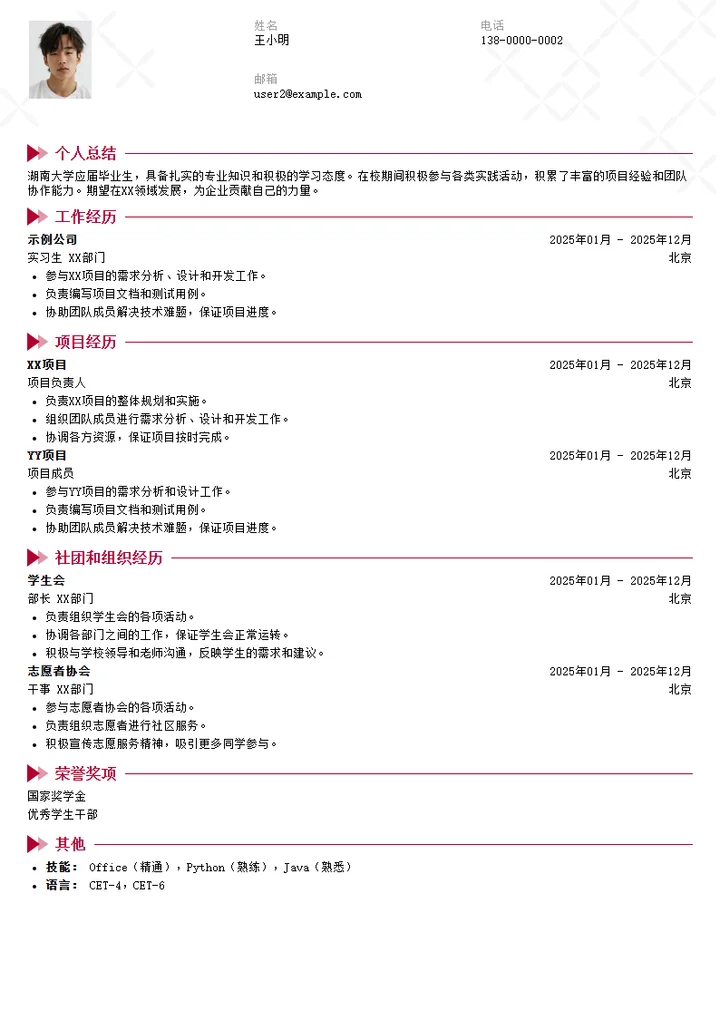 姓名
王小明
电话
138-0000-0002
邮箱
user2@example.com
个人总结
湖南大学应届毕业生，具备扎实的专业知识和积极的学习态度。在校期间积极参与各类实践活动，积累了丰富的项目经验和团队
协作能力。期望在XX领域发展，为企业贡献自己的力量。
工作经历
示例公司 2025年01月 - 2025年12月
实习生 XX部门 北京
• 参与XX项目的需求分析、设计和开发工作。
• 负责编写项目文档和测试用例。
• 协助团队成员解决技术难题，保证项目进度。
项目经历
XX项目 2025年01月 - 2025年12月
项目负责人 北京
• 负责XX项目的整体规划和实施。
• 组织团队成员进行需求分析、设计和开发工作。
• 协调各方资源，保证项目按时完成。
YY项目 2025年01月 - 2025年12月
项目成员 北京
• 参与YY项目的需求分析和设计工作。
• 负责编写项目文档和测试用例。
• 协助团队成员解决技术难题，保证项目进度。
社团和组织经历
学生会 2025年01月 - 2025年12月
部长 XX部门 北京
• 负责组织学生会的各项活动。
• 协调各部门之间的工作，保证学生会正常运转。
• 积极与学校领导和老师沟通，反映学生的需求和建议。
志愿者协会 2025年01月 - 2025年12月
干事 XX部门 北京
• 参与志愿者协会的各项活动。
• 负责组织志愿者进行社区服务。
• 积极宣传志愿服务精神，吸引更多同学参与。
荣誉奖项
国家奖学金
优秀学生干部
其他
• 技能： Office（精通），Python（熟练），Java（熟悉）
• 语言： CET-4，CET-6